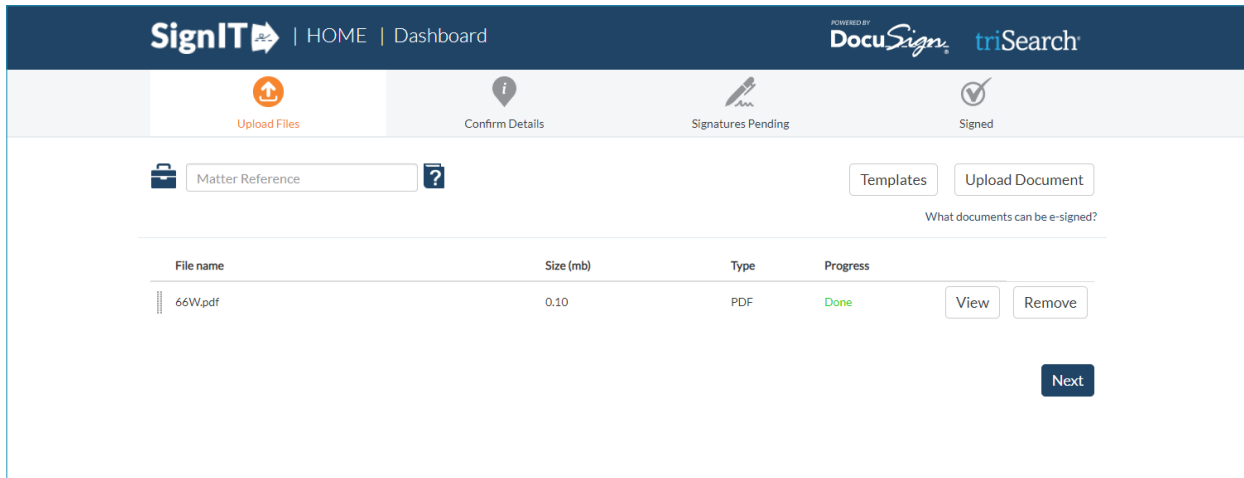 SignIT | HOME | Dashboard
POWERED BY
DocuSign. triSearch
Upload Files Confirm Details Signatures Pending Signed
Matter Reference ? Templates Upload Document
What documents can be e-signed?
File name Size (mb) Type Progress
66W.pdf 0.10 PDF Done View Remove
Next